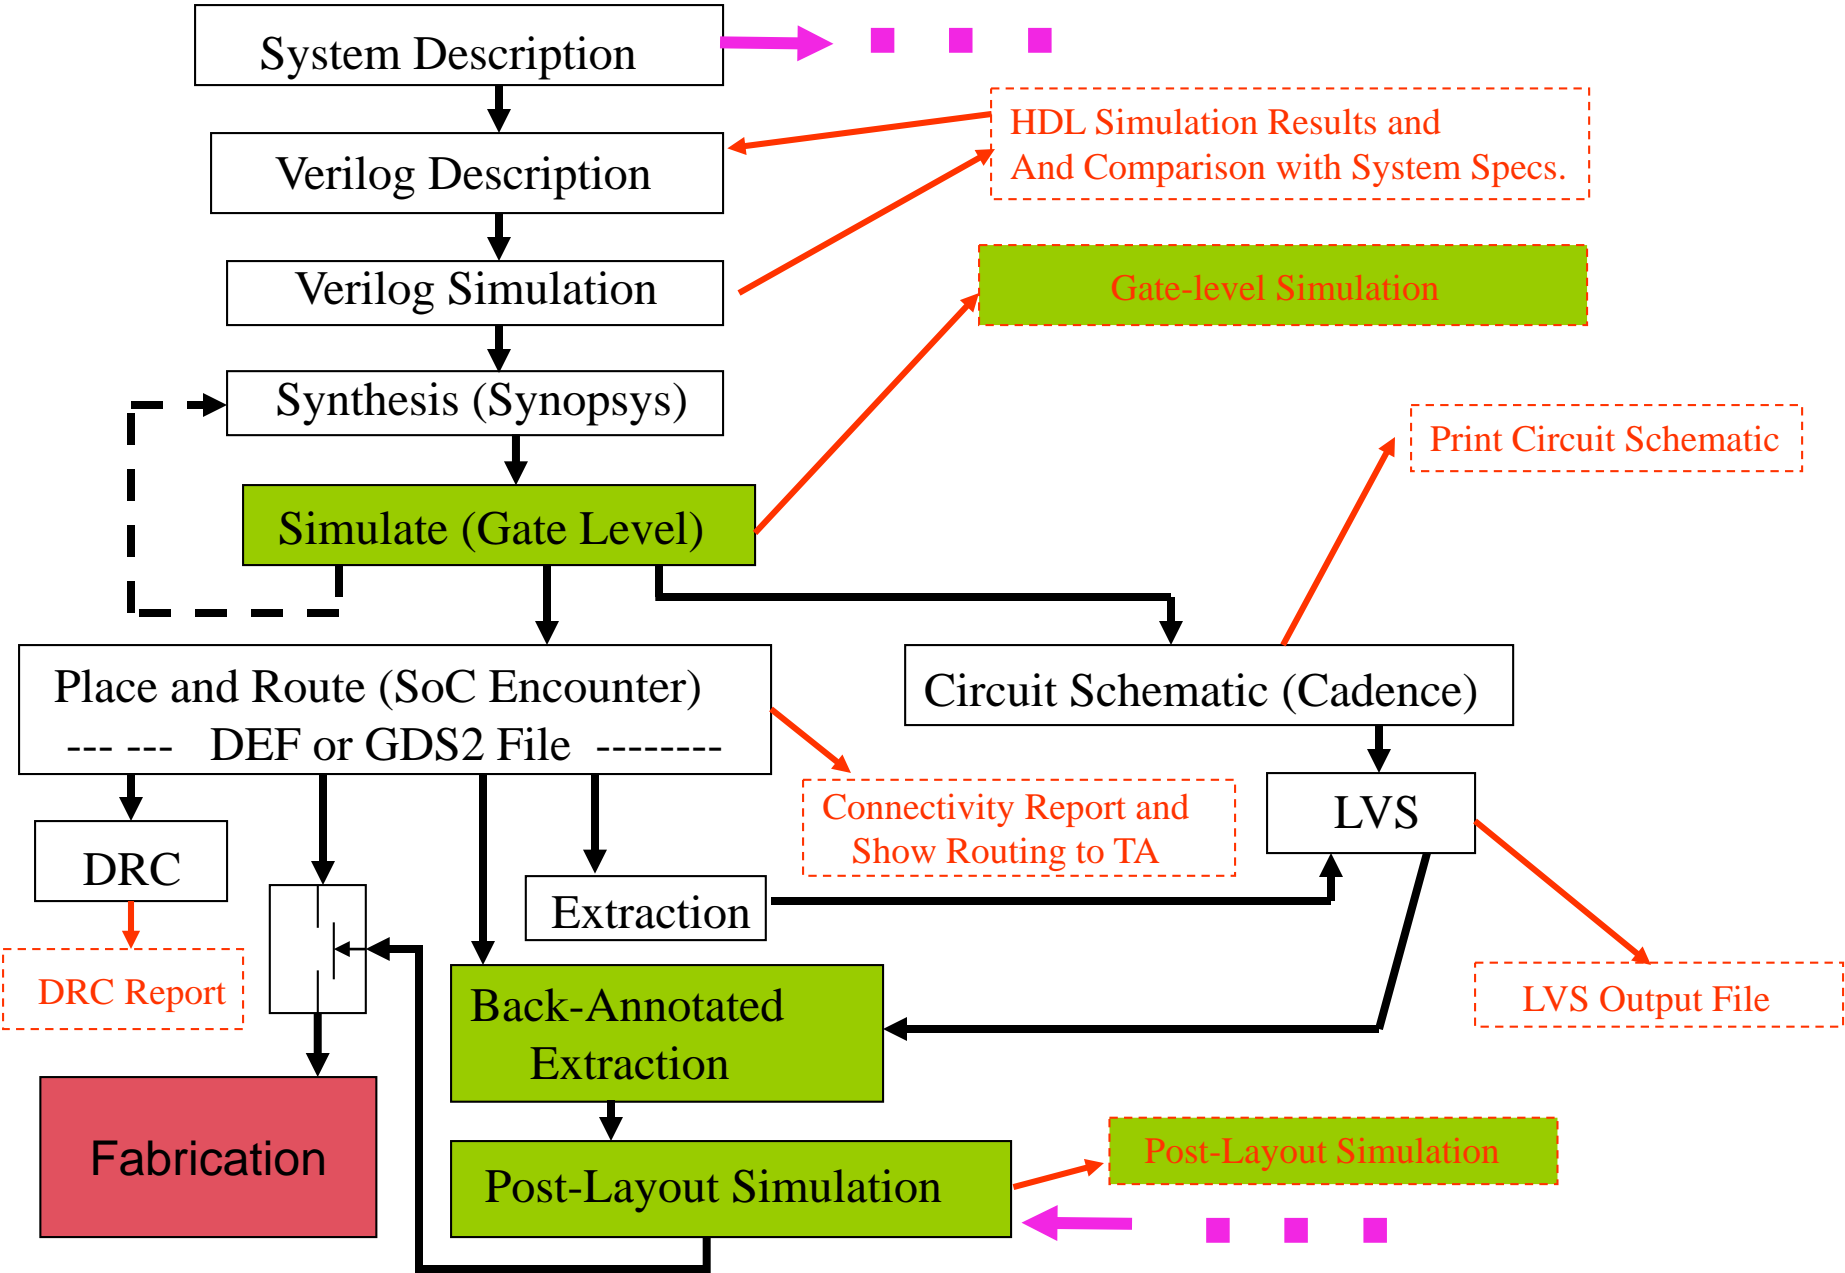 System Description
HDL Simulation Results and
And Comparison with System Specs.
Verilog Description
Verilog Simulation
Gate-level Simulation
Synthesis (Synopsys)
Print Circuit Schematic
Simulate (Gate Level)
Place and Route (SoC Encounter)
--- --- DEF or GDS2 File --------
Circuit Schematic (Cadence)
Connectivity Report and
Show Routing to TA
LVS
DRC
Extraction
DRC Report
LVS Output File
Back-Annotated
Extraction
Fabrication
Post-Layout Simulation
Post-Layout Simulation